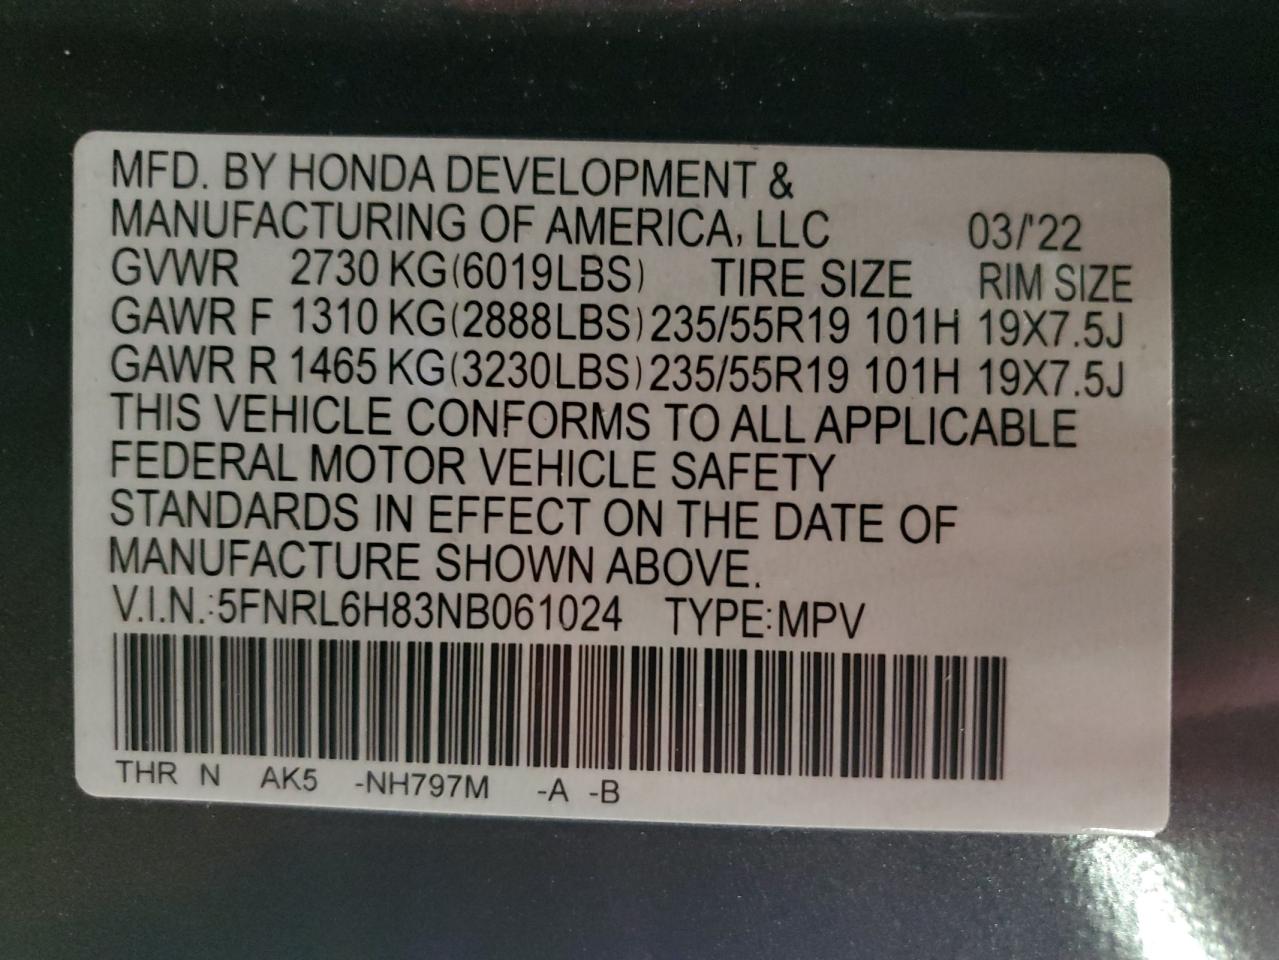 MFD. BY HONDA DEVELOPMENT &
MANUFACTURING OF AMERICA, LLC 03/'22
GVWR 2730 KG(6019LBS) TIRE SIZE RIM SIZE
GAWR F 1310 KG(2888LBS) 235/55R19 101H 19X7.5J
GAWR R 1465 KG(3230LBS) 235/55R19 101H 19X7.5J
THIS VEHICLE CONFORMS TO ALL APPLICABLE
FEDERAL MOTOR VEHICLE SAFETY
STANDARDS IN EFFECT ON THE DATE OF
MANUFACTURE SHOWN ABOVE.
V.I.N.:5FNRL6H83NB061024 TYPE:MPV
THR N AK5 -NH797M -A -B